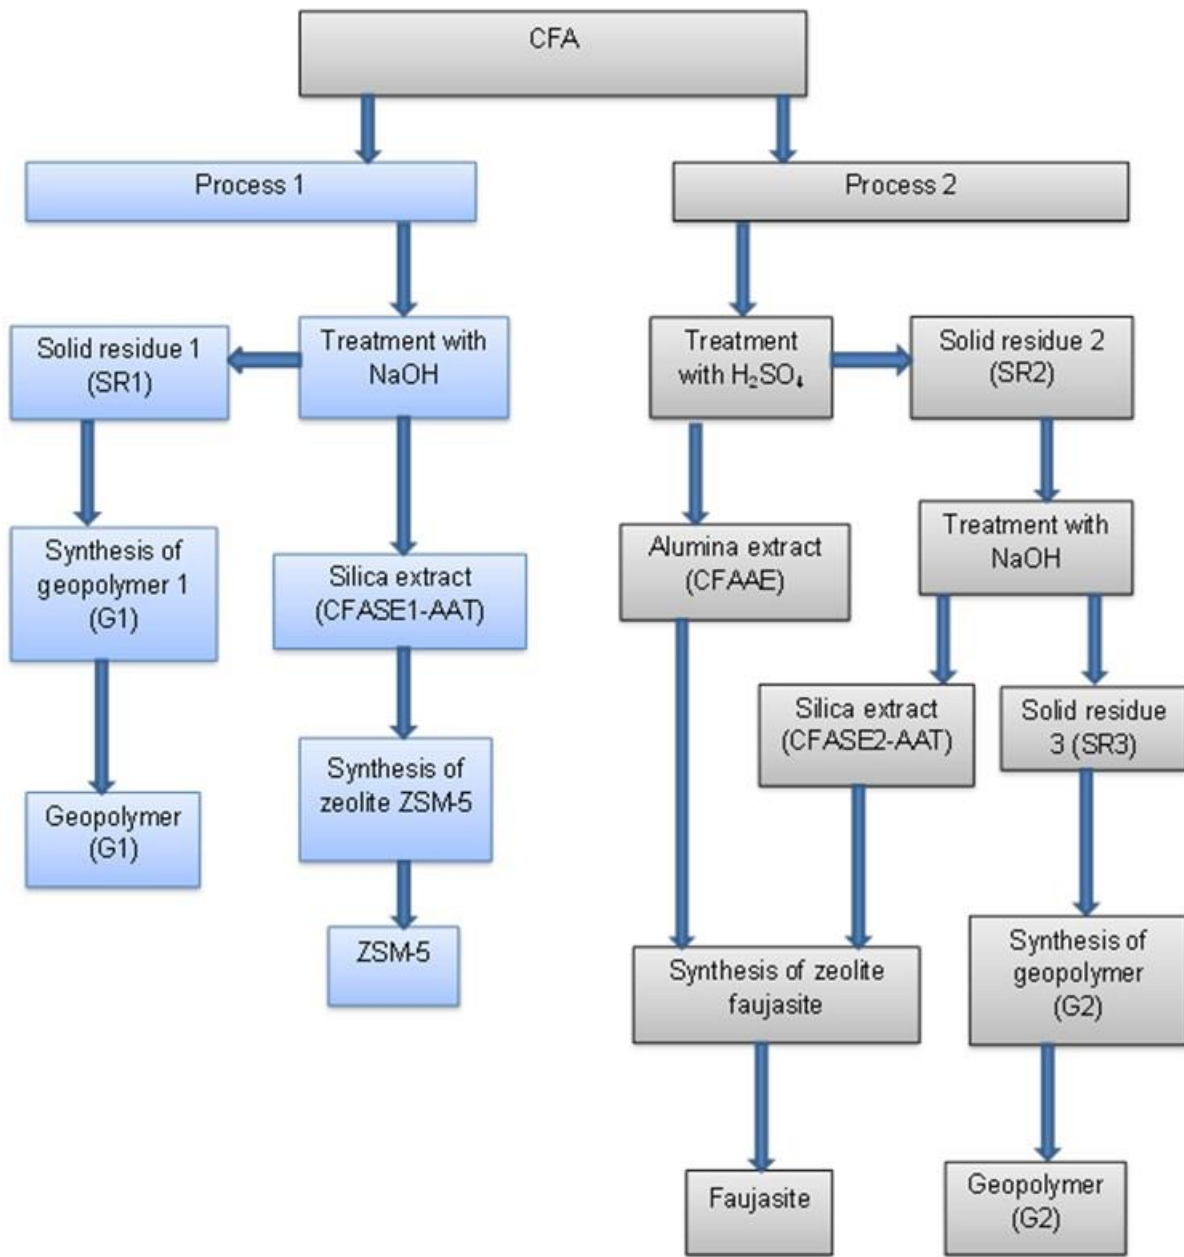 CFA
Process 1
Process 2
Solid residue 1
(SR1)
Treatment with
NaOH
Treatment
with H₂SO₄
Solid residue 2
(SR2)
Synthesis of
geopolymer 1
(G1)
Silica extract
(CFASE1-AAT)
Alumina extract
(CFAAE)
Treatment with
NaOH
Silica extract
(CFASE2-AAT)
Solid residue
3 (SR3)
Synthesis of
zeolite ZSM-5
Geopolymer
(G1)
ZSM-5
Synthesis of zeolite
faujasite
Synthesis of
geopolymer
(G2)
Faujasite
Geopolymer
(G2)